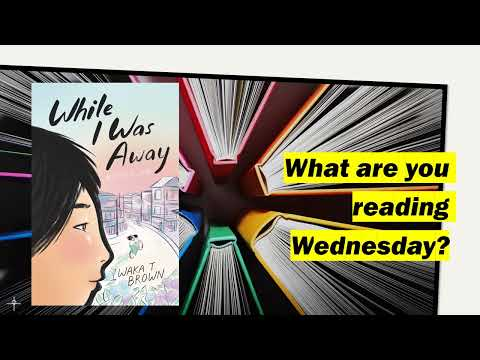 While
I Was
Away
WAKA T.
BROWN
What are you
reading
Wednesday?